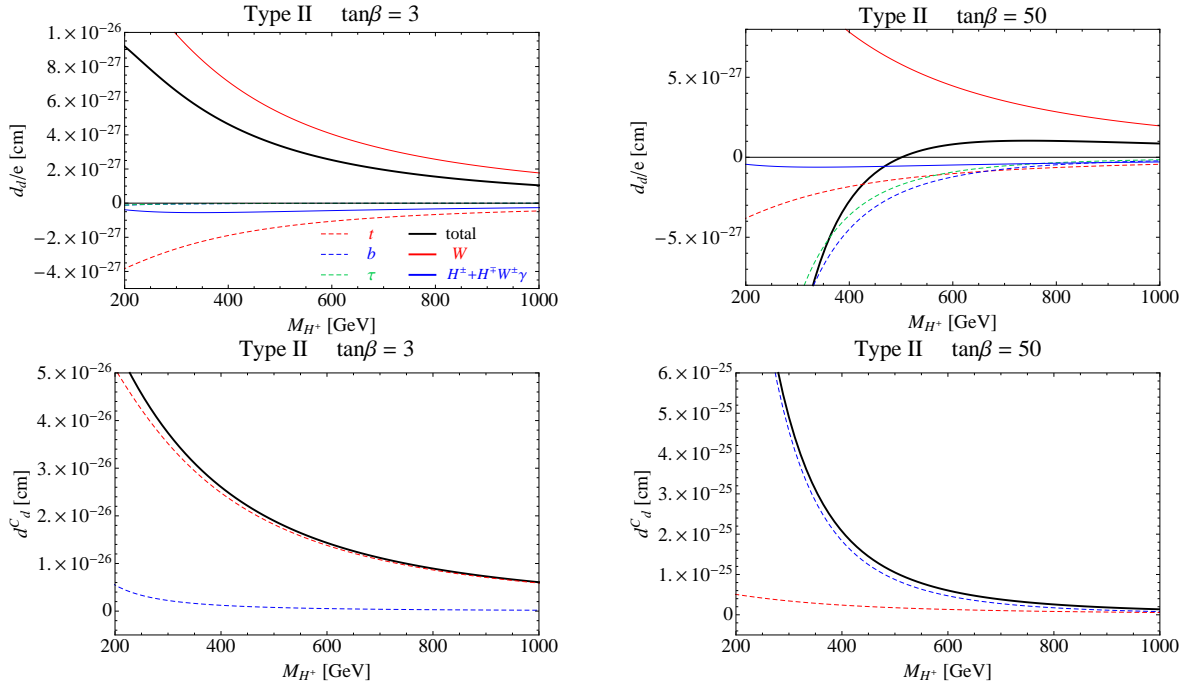 Type II tanβ = 3
d_d/e [cm]
1. × 10^-26
8. × 10^-27
6. × 10^-27
4. × 10^-27
2. × 10^-27
0
-2. × 10^-27
-4. × 10^-27
t total
b W
τ H^±+H^∓W^±γ
200 400 600 800 1000
M_H+ [GeV]
Type II tanβ = 50
d_d/e [cm]
5. × 10^-27
0
-5. × 10^-27
200 400 600 800 1000
M_H+ [GeV]
Type II tanβ = 3
d^C_d [cm]
5. × 10^-26
4. × 10^-26
3. × 10^-26
2. × 10^-26
1. × 10^-26
0
200 400 600 800 1000
M_H+ [GeV]
Type II tanβ = 50
d^C_d [cm]
6. × 10^-25
5. × 10^-25
4. × 10^-25
3. × 10^-25
2. × 10^-25
1. × 10^-25
0
200 400 600 800 1000
M_H+ [GeV]